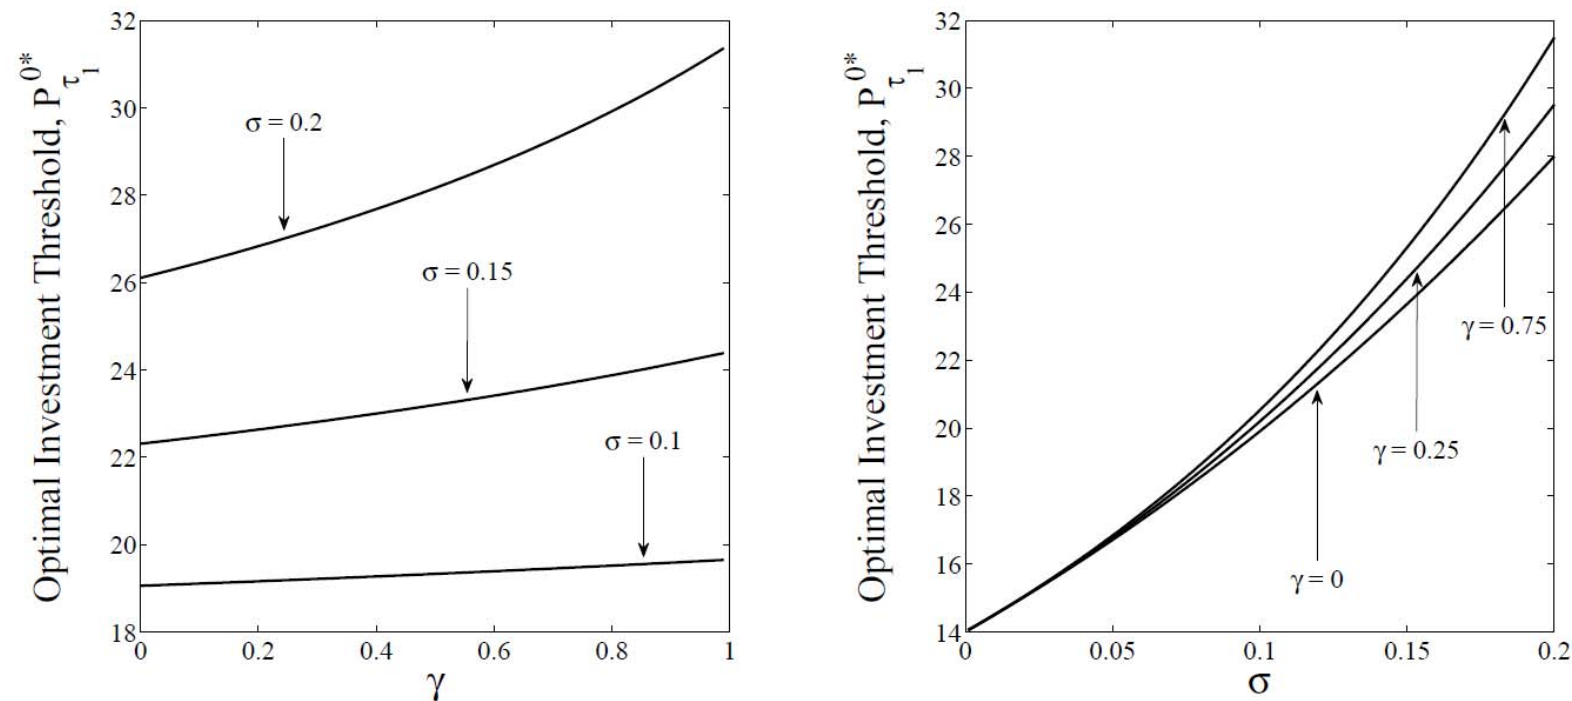 Optimal Investment Threshold, P^{0*}_{τ_1}
32
30
28
26
24
22
20
18
σ = 0.2
σ = 0.15
σ = 0.1
0 0.2 0.4 0.6 0.8 1
γ
Optimal Investment Threshold, P^{0*}_{τ_1}
32
30
28
26
24
22
20
18
16
14
γ = 0.75
γ = 0.25
γ = 0
0 0.05 0.1 0.15 0.2
σ